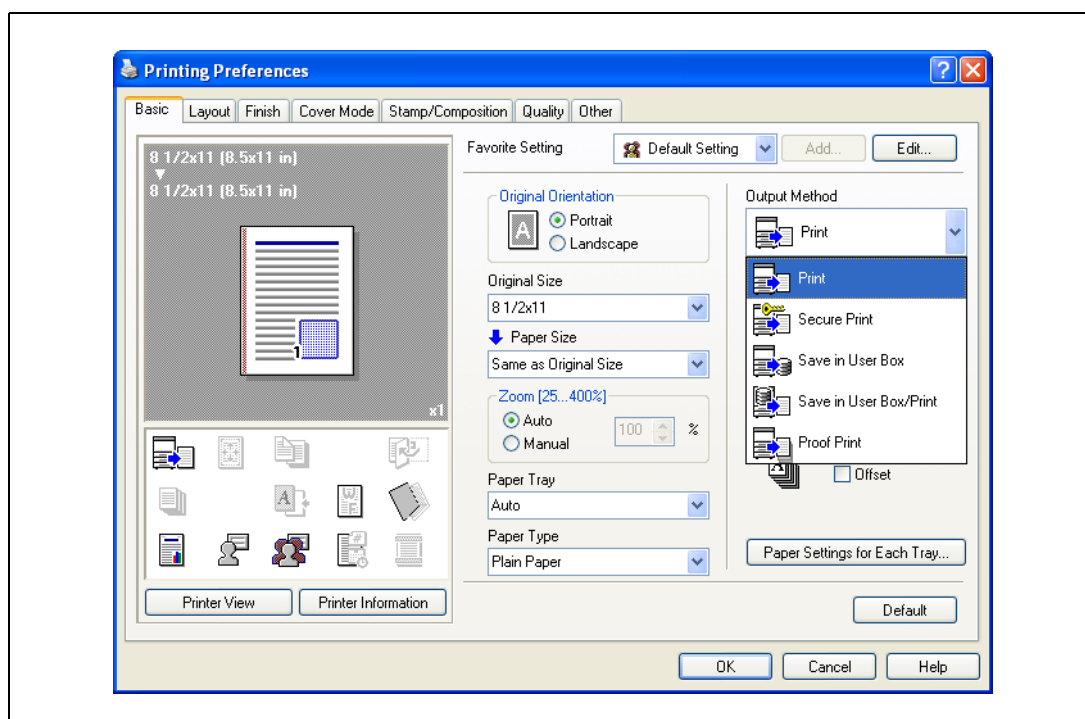 Printing Preferences
Basic Layout Finish Cover Mode Stamp/Composition Quality Other
8 1/2x11 (8.5x11 in)
8 1/2x11 (8.5x11 in)
1
x1
Printer View Printer Information
Favorite Setting Default Setting Add... Edit...
Original Orientation
A
Portrait
Landscape
Original Size
8 1/2x11
Paper Size
Same as Original Size
Zoom [25...400%]
Auto
Manual
100 %
Paper Tray
Auto
Paper Type
Plain Paper
Output Method
Print
Print
Secure Print
Save in User Box
Save in User Box/Print
Proof Print
Offset
Paper Settings for Each Tray...
Default
OK Cancel Help